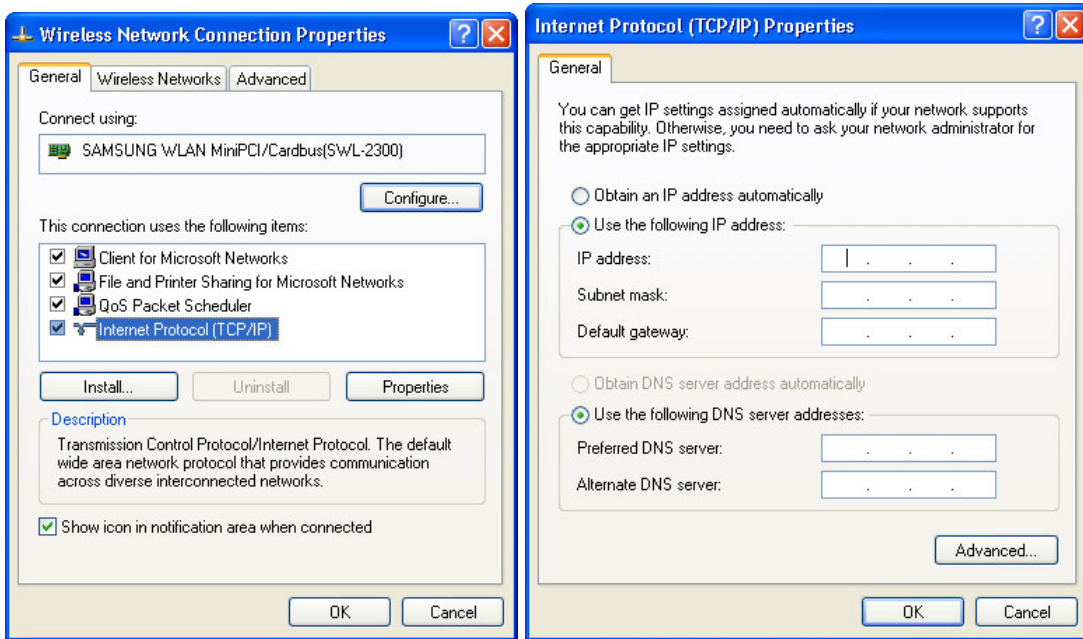 Wireless Network Connection Properties
General
Wireless Networks
Advanced
Connect using:
SAMSUNG WLAN MiniPCI/Cardbus(SWL-2300)
Configure...
This connection uses the following items:
Client for Microsoft Networks
File and Printer Sharing for Microsoft Networks
QoS Packet Scheduler
Internet Protocol (TCP/IP)
Install...
Uninstall
Properties
Description
Transmission Control Protocol/Internet Protocol. The default
wide area network protocol that provides communication
across diverse interconnected networks.
Show icon in notification area when connected
OK
Cancel
Internet Protocol (TCP/IP) Properties
General
You can get IP settings assigned automatically if your network supports
this capability. Otherwise, you need to ask your network administrator for
the appropriate IP settings.
Obtain an IP address automatically
Use the following IP address:
IP address:
Subnet mask:
Default gateway:
Obtain DNS server address automatically
Use the following DNS server addresses:
Preferred DNS server:
Alternate DNS server:
Advanced...
OK
Cancel